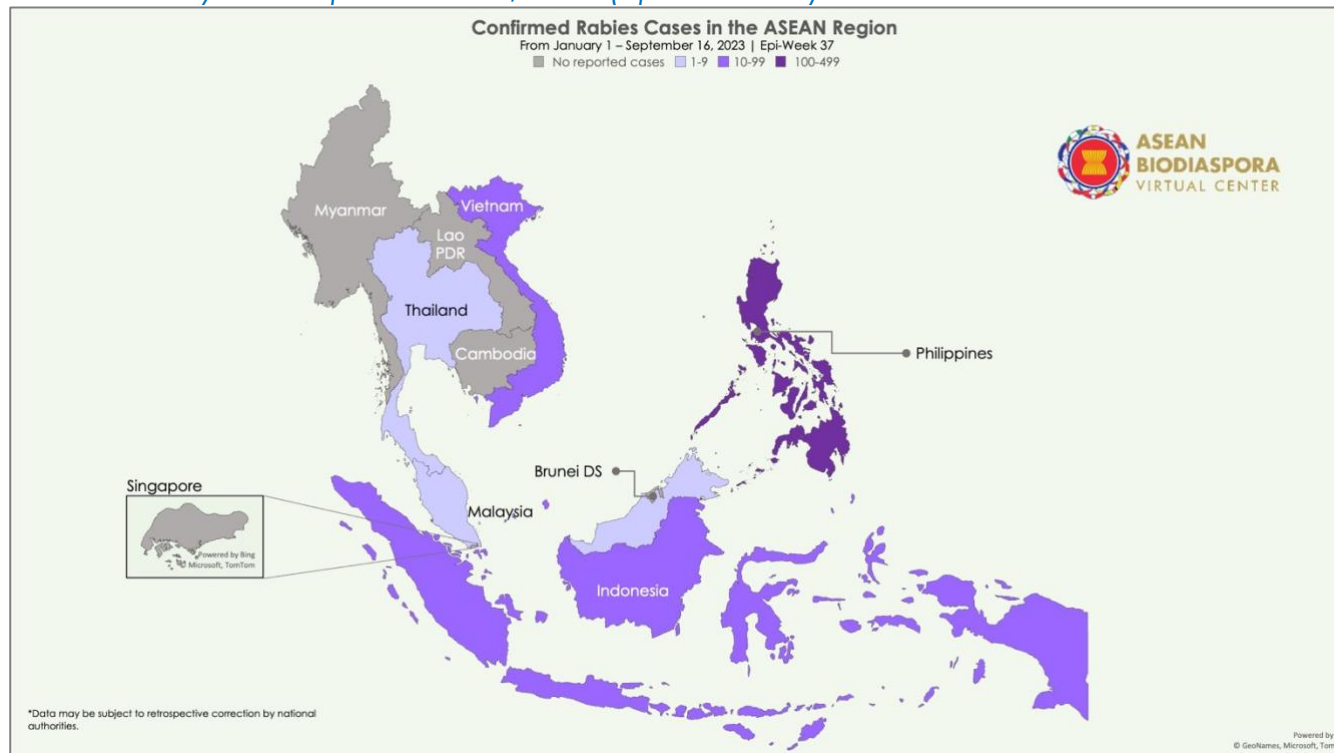 Confirmed Rabies Cases in the ASEAN Region
From January 1 – September 16, 2023 | Epi-Week 37
No reported cases 1-9 10-99 100-499
ASEAN
BIODIASPORA
VIRTUAL CENTER
Myanmar
Vietnam
Lao
PDR
Thailand
Cambodia
Philippines
Brunei DS
Singapore
Malaysia
Powered by Bing
Microsoft, TomTom
Indonesia
*Data may be subject to retrospective correction by national
authorities.
Powered by
© GeoNames, Microsoft, Tom